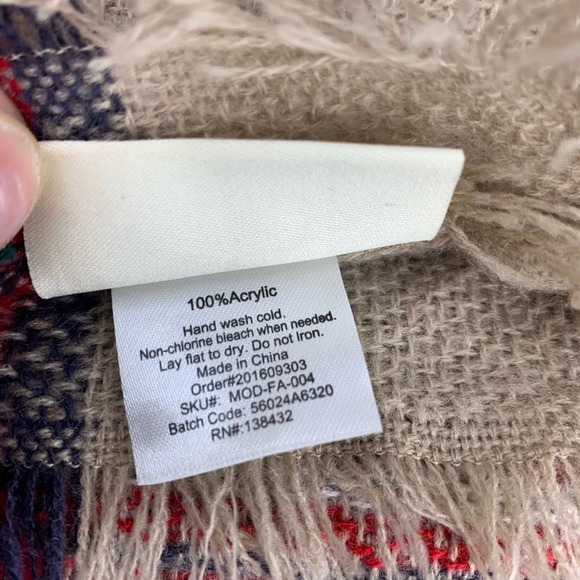 100%Acrylic
Hand wash cold.
Non-chlorine bleach when needed.
Lay flat to dry. Do not Iron.
Made in China
Order#201609303
SKU#: MOD-FA-004
Batch Code: 56024A6320
RN#:138432